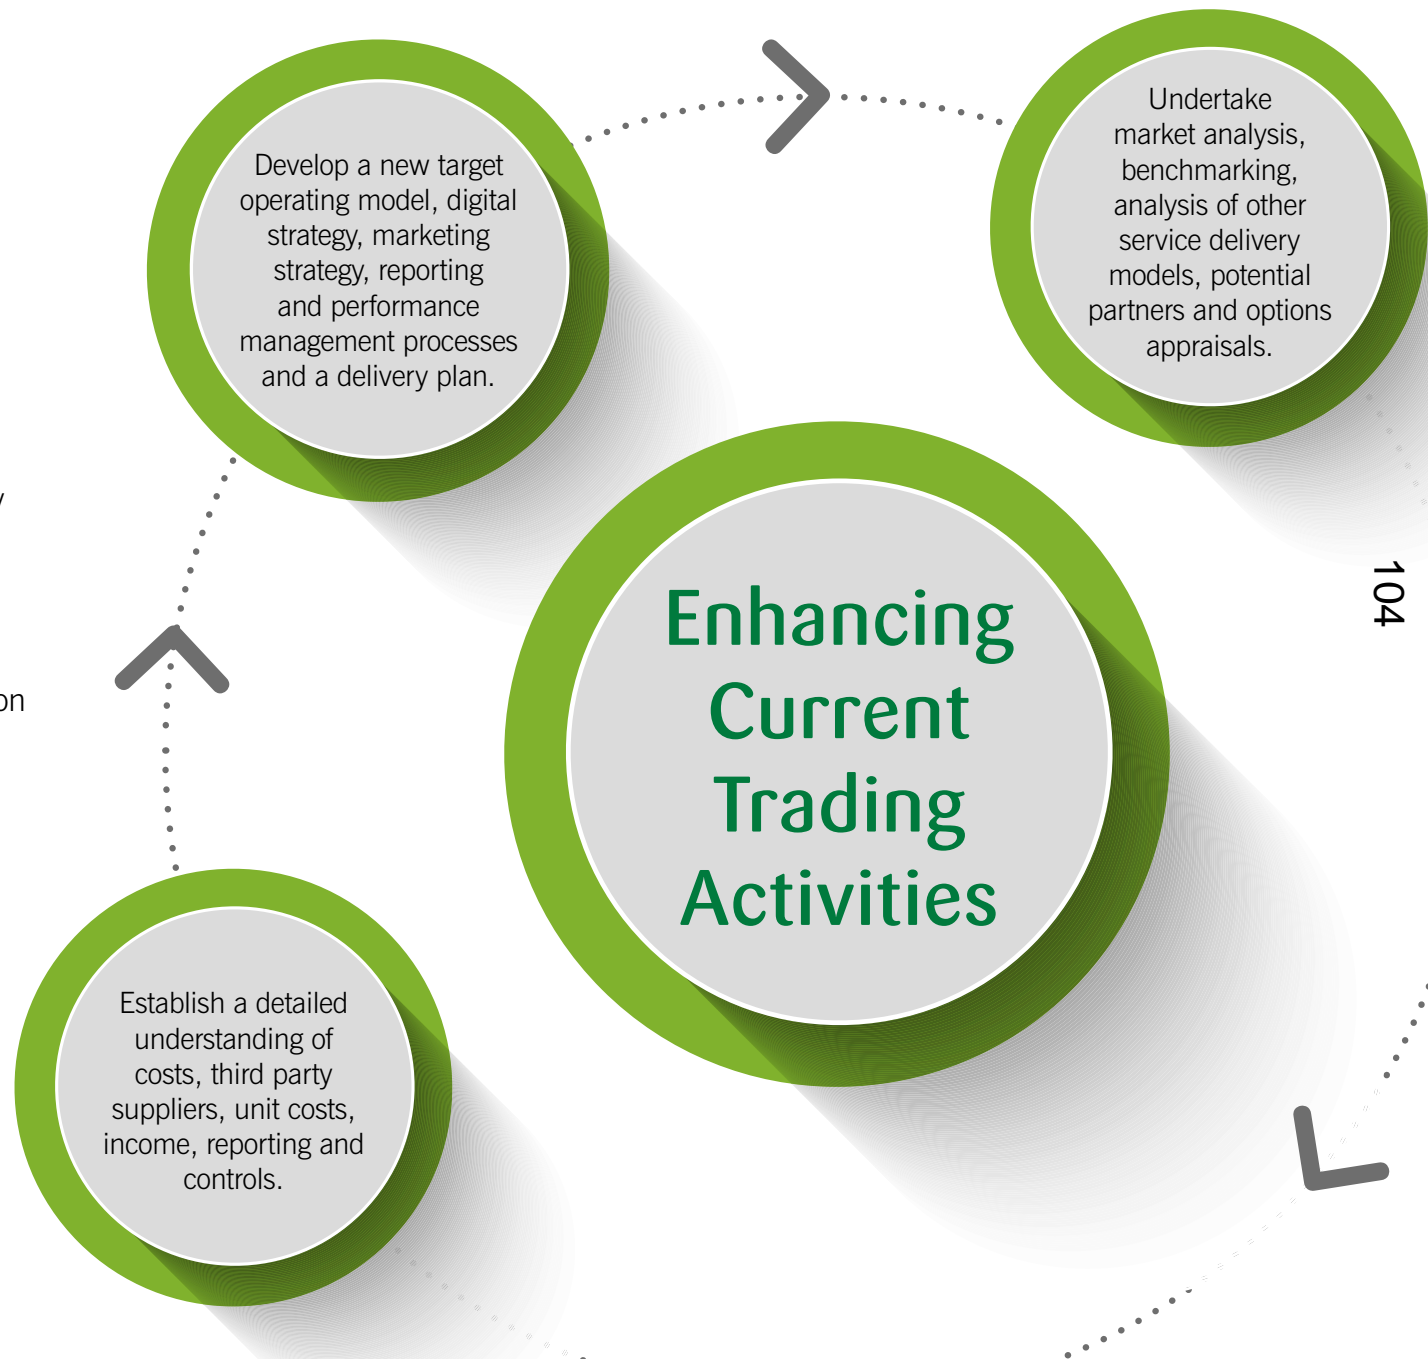 Undertake
market analysis,
benchmarking,
analysis of other
service delivery
models, potential
partners and options
appraisals.
Develop a new target
operating model, digital
strategy, marketing
strategy, reporting
and performance
management processes
and a delivery plan.
104
Enhancing
Current
Trading
Activities
on
Establish a detailed
understanding of
costs, third party
suppliers, unit costs,
income, reporting and
controls.